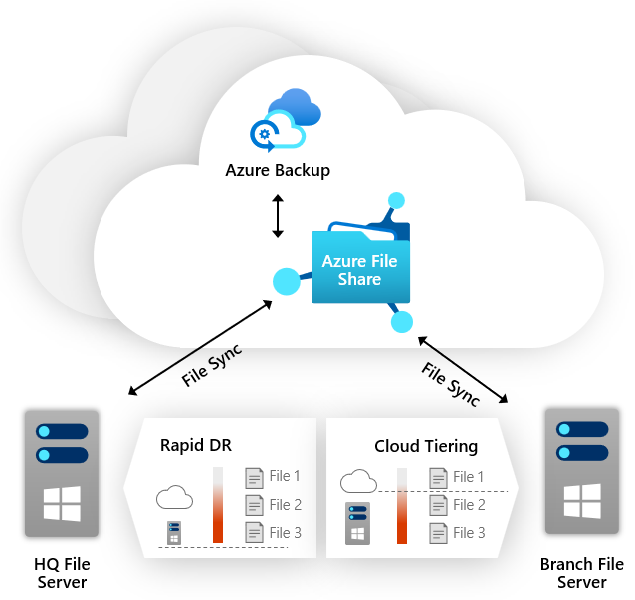 Azure Backup
Azure File
Share
File Sync
File Sync
Rapid DR
File 1
File 2
File 3
Cloud Tiering
File 1
File 2
File 3
HQ File
Server
Branch File
Server